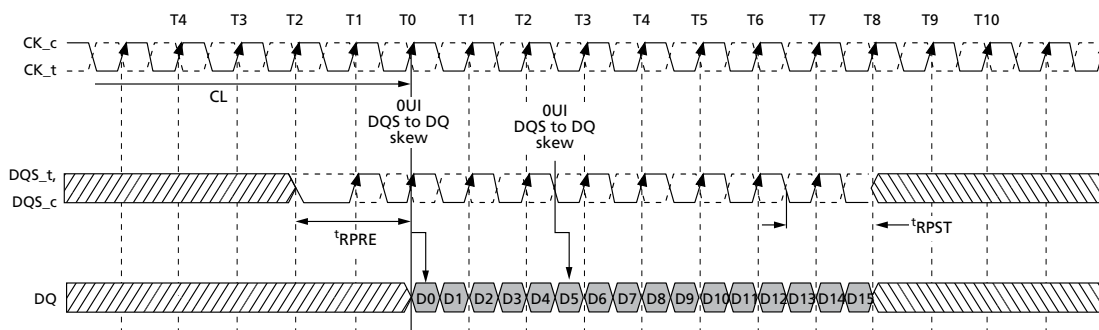 T4 T3 T2 T1 T0 T1 T2 T3 T4 T5 T6 T7 T8 T9 T10
CK_c
CK_t
CL
0UI
DQS to DQ
skew
0UI
DQS to DQ
skew
DQS_t,
DQS_c
tRPRE
tRPST
DQ
D0 D1 D2 D3 D4 D5 D6 D7 D8 D9 D10 D11 D12 D13 D14 D15